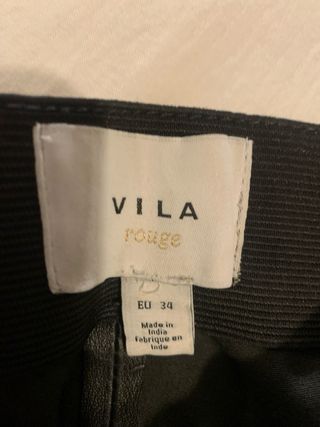 VILA
rouge
EU 34
Made in
India
Fabriqué en
Inde